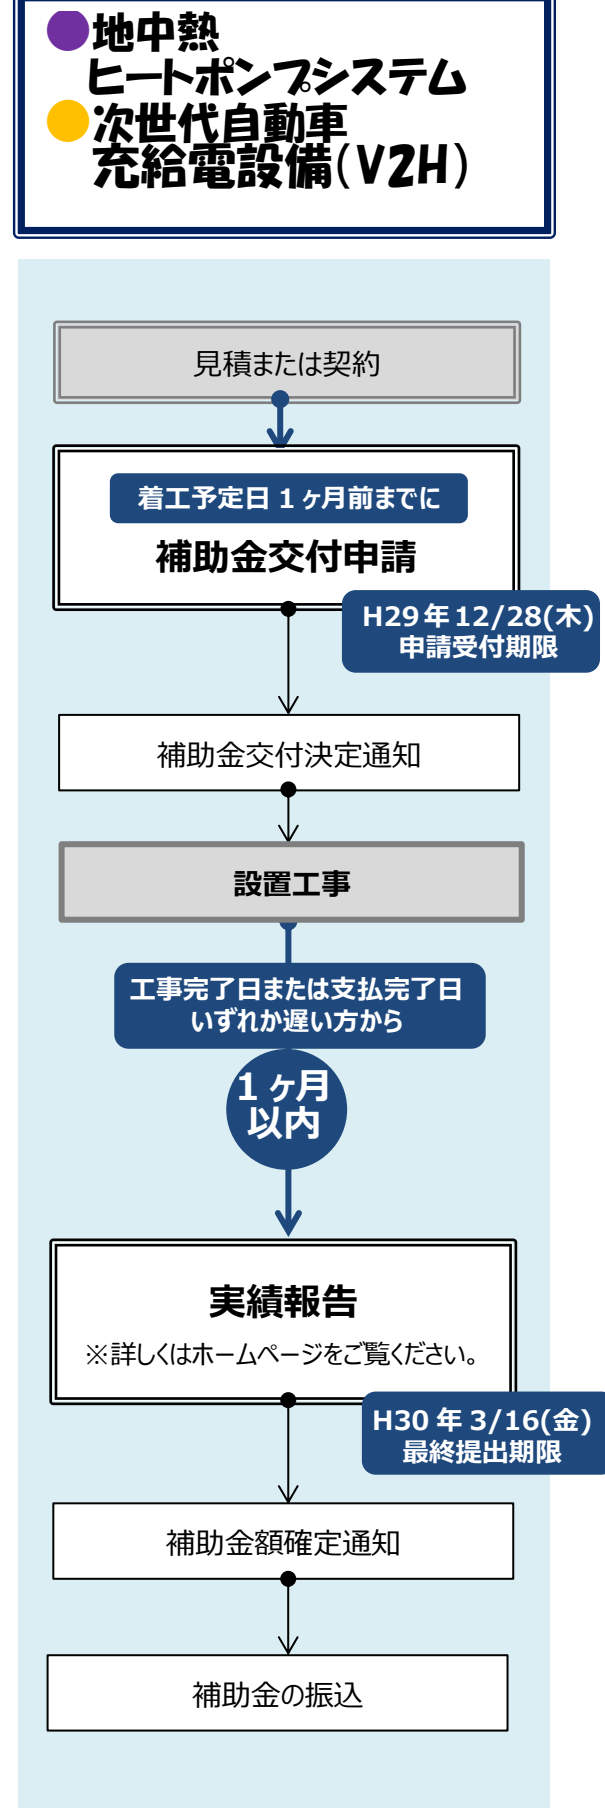 ●地中熱
ヒートポンプシステム
●次世代自動車
充給電設備(V2H)
見積または契約
着工予定日1ヶ月前までに
補助金交付申請
H29年12/28(木)
申請受付期限
補助金交付決定通知
設置工事
工事完了日または支払完了日
いずれか遅い方から
1ヶ月
以内
実績報告
※詳しくはホームページをご覧ください。
H30年3/16(金)
最終提出期限
補助金額確定通知
補助金の振込